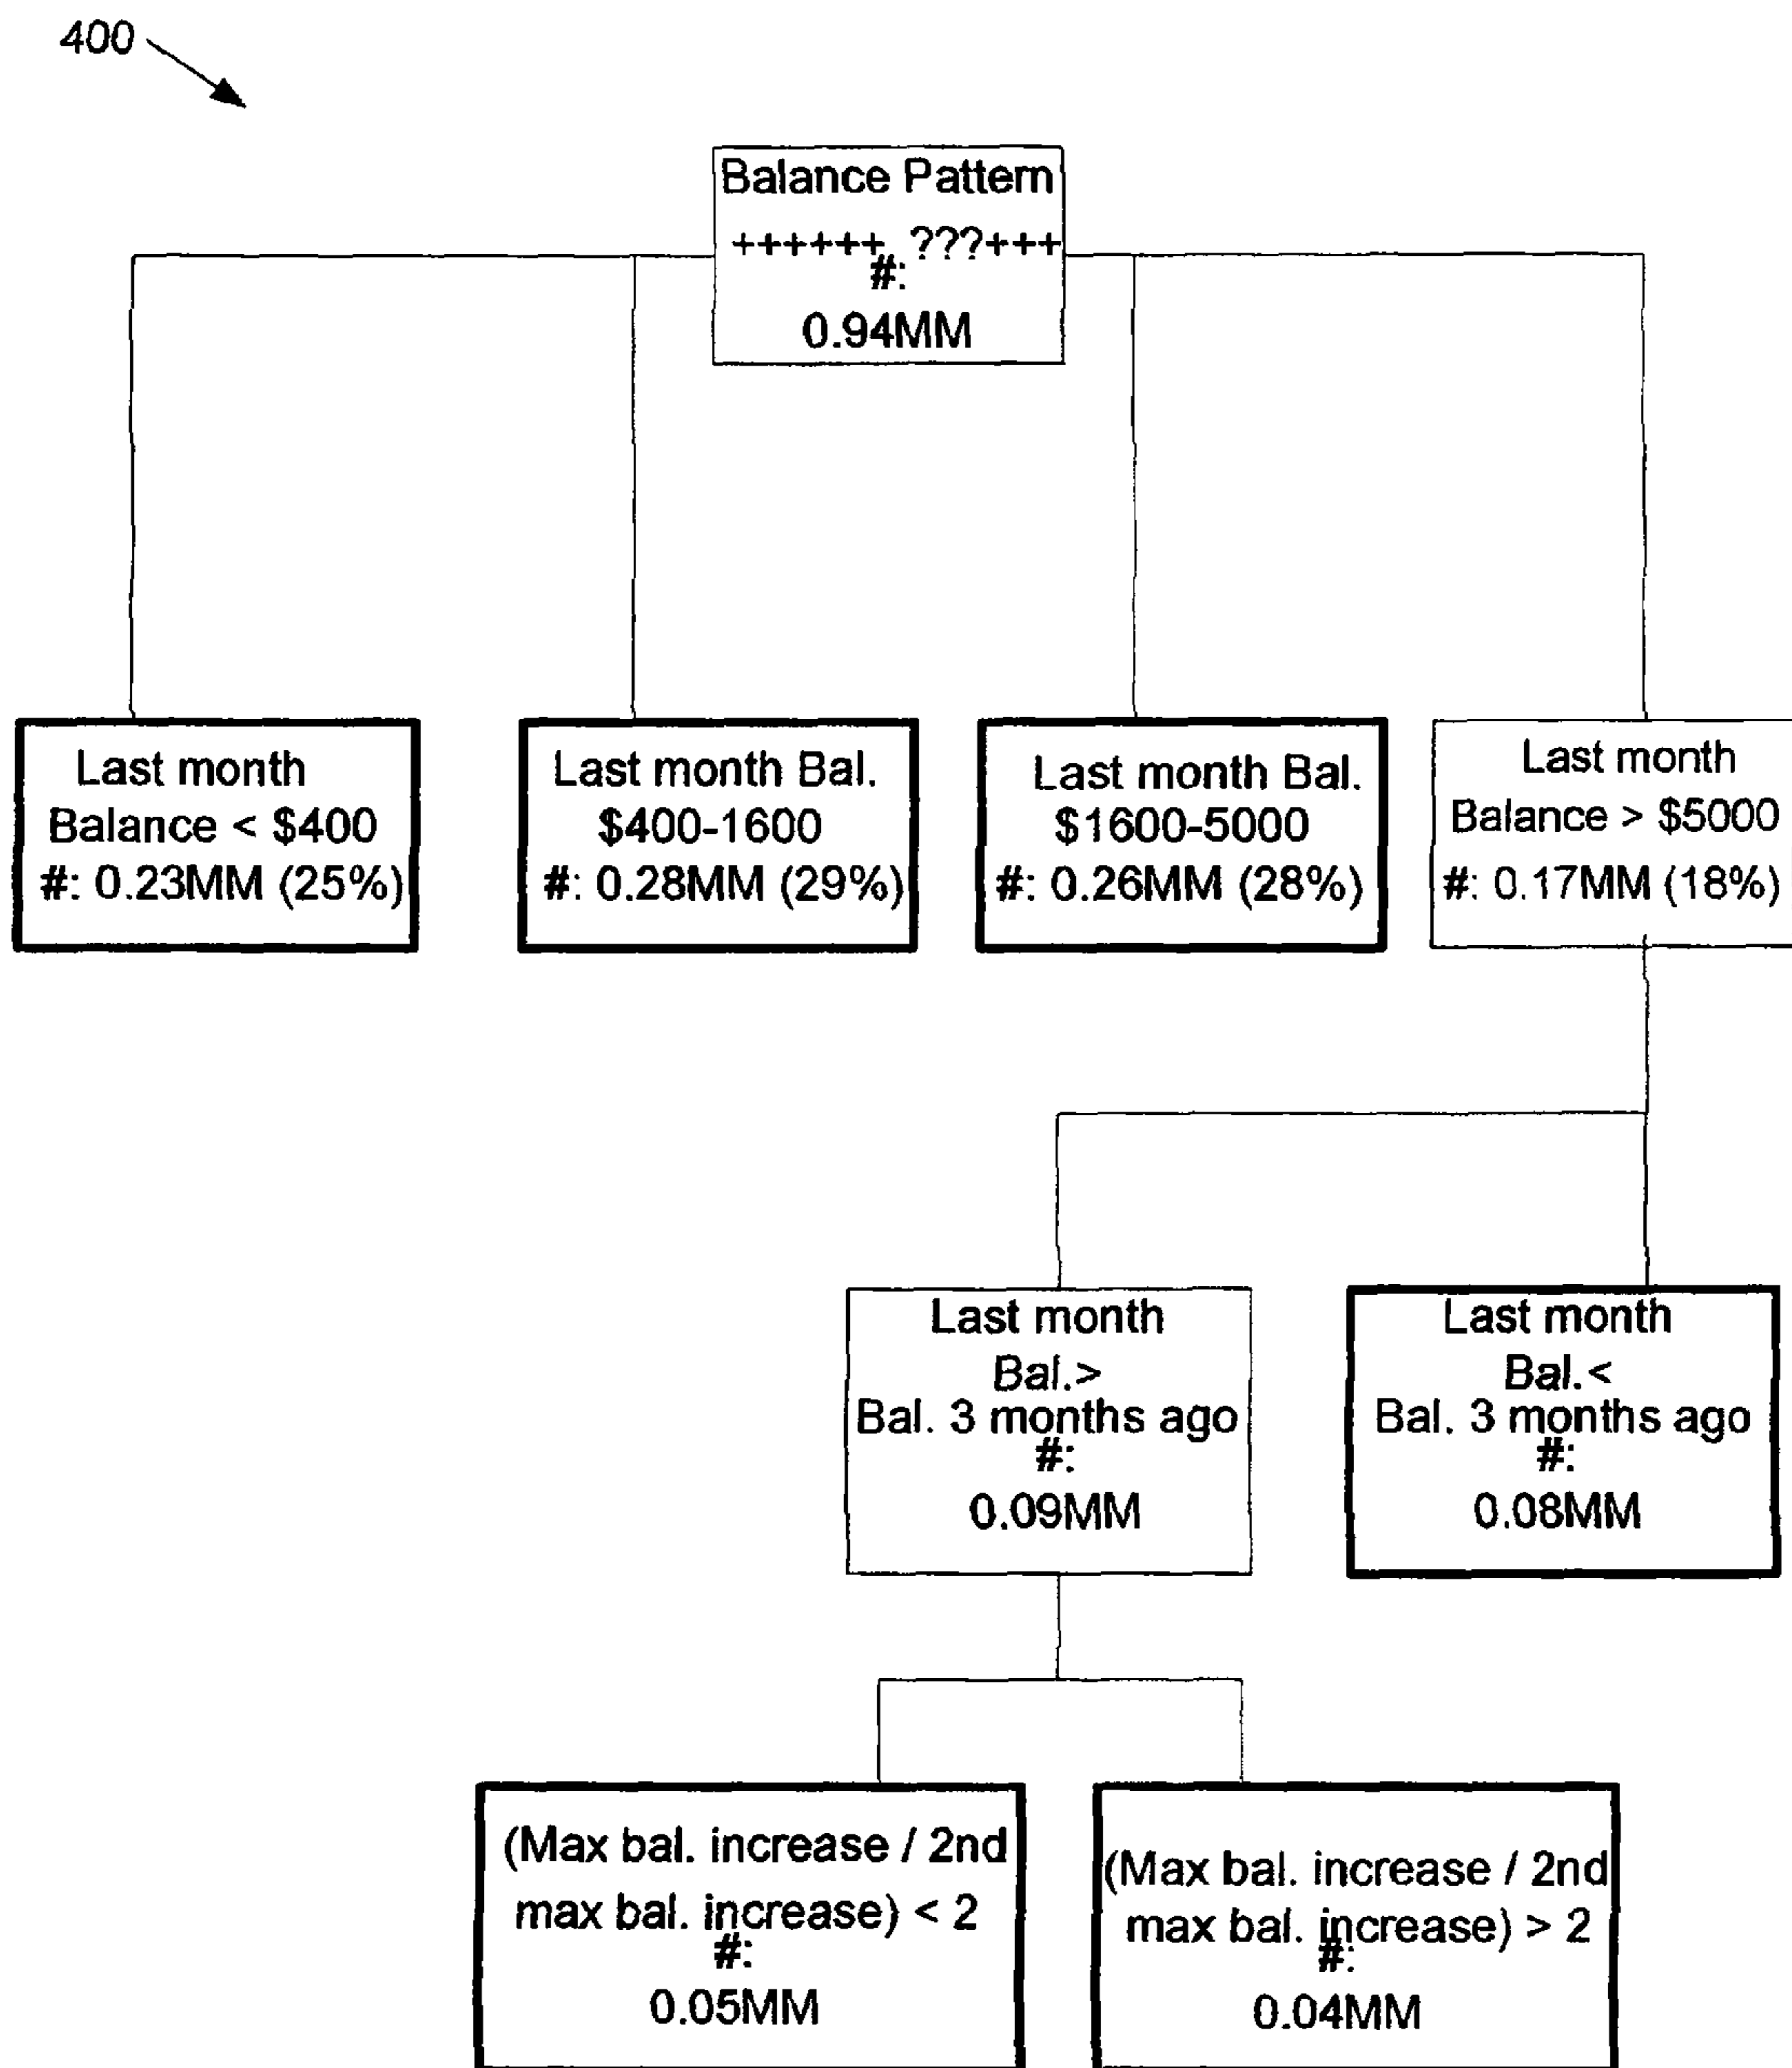 400
Balance Pattern
++++++, ???+++
#:
0.94MM
Last month
Balance < $400
#: 0.23MM (25%)
Last month Bal.
$400-1600
#: 0.28MM (29%)
Last month Bal.
$1600-5000
#: 0.26MM (28%)
Last month
Balance > $5000
#: 0.17MM (18%)
Last month
Bal.>
Bal. 3 months ago
#:
0.09MM
Last month
Bal.<
Bal. 3 months ago
#:
0.08MM
(Max bal. increase / 2nd
max bal. increase) < 2
#:
0.05MM
(Max bal. increase / 2nd
max bal. increase) > 2
#:
0.04MM